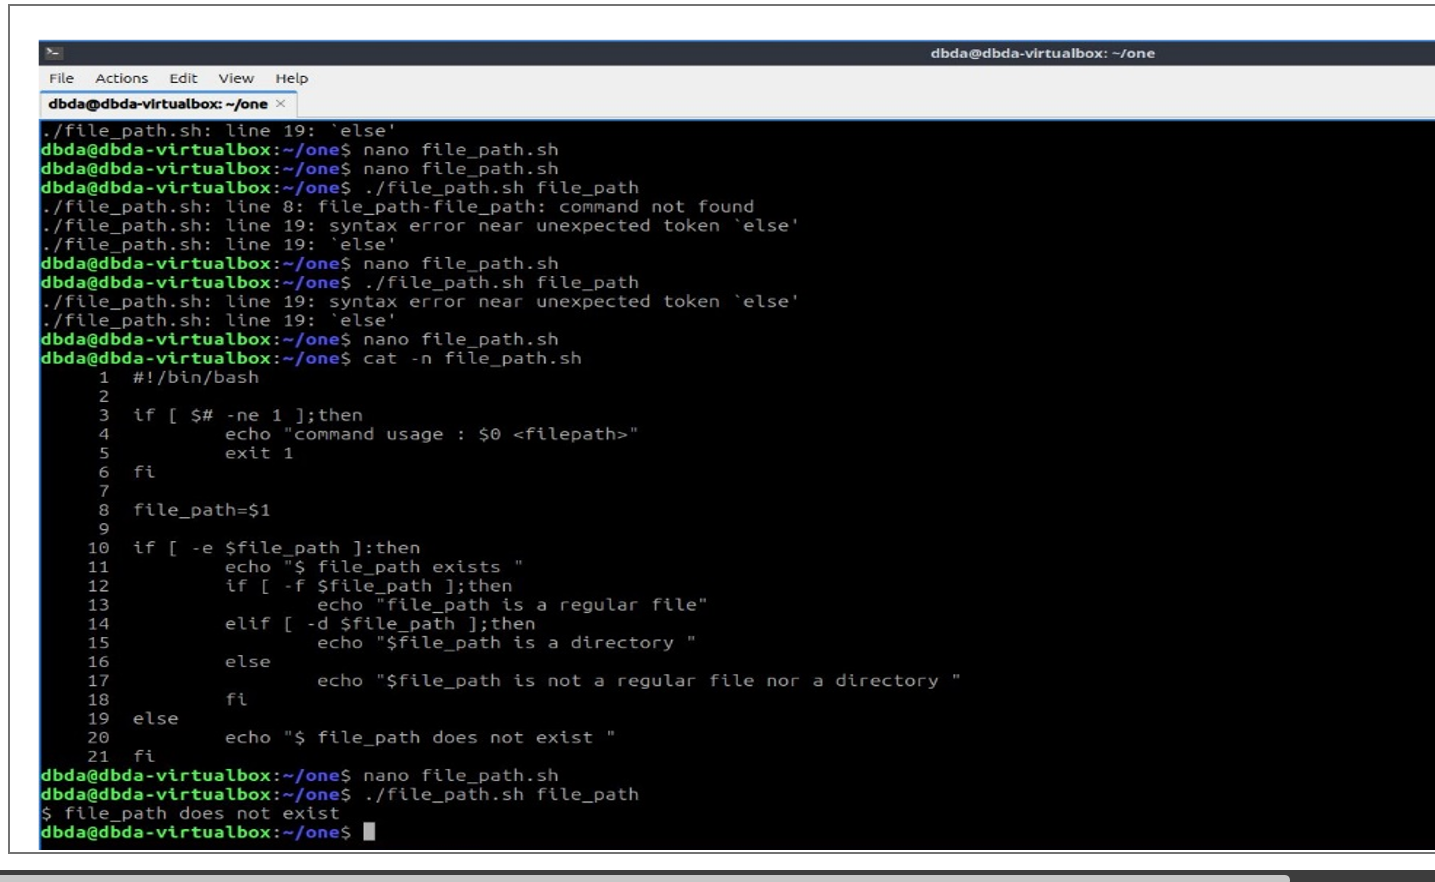 dbda@dbda-virtualbox: ~/one
File Actions Edit View Help
dbda@dbda-virtualbox: ~/one ×
./file_path.sh: line 19: `else'
dbda@dbda-virtualbox:~/one$ nano file_path.sh
dbda@dbda-virtualbox:~/one$ nano file_path.sh
dbda@dbda-virtualbox:~/one$ ./file_path.sh file_path
./file_path.sh: line 8: file_path-file_path: command not found
./file_path.sh: line 19: syntax error near unexpected token `else'
./file_path.sh: line 19: `else'
dbda@dbda-virtualbox:~/one$ nano file_path.sh
dbda@dbda-virtualbox:~/one$ ./file_path.sh file_path
./file_path.sh: line 19: syntax error near unexpected token `else'
./file_path.sh: line 19: `else'
dbda@dbda-virtualbox:~/one$ nano file_path.sh
dbda@dbda-virtualbox:~/one$ cat -n file_path.sh
1 #!/bin/bash
2
3 if [ $# -ne 1 ];then
4 echo "command usage : $0 <filepath>"
5 exit 1
6 fi
7
8 file_path=$1
9
10 if [ -e $file_path ]:then
11 echo "$ file_path exists "
12 if [ -f $file_path ];then
13 echo "file_path is a regular file"
14 elif [ -d $file_path ];then
15 echo "$file_path is a directory "
16 else
17 echo "$file_path is not a regular file nor a directory "
18 fi
19 else
20 echo "$ file_path does not exist "
21 fi
dbda@dbda-virtualbox:~/one$ nano file_path.sh
dbda@dbda-virtualbox:~/one$ ./file_path.sh file_path
$ file_path does not exist
dbda@dbda-virtualbox:~/one$